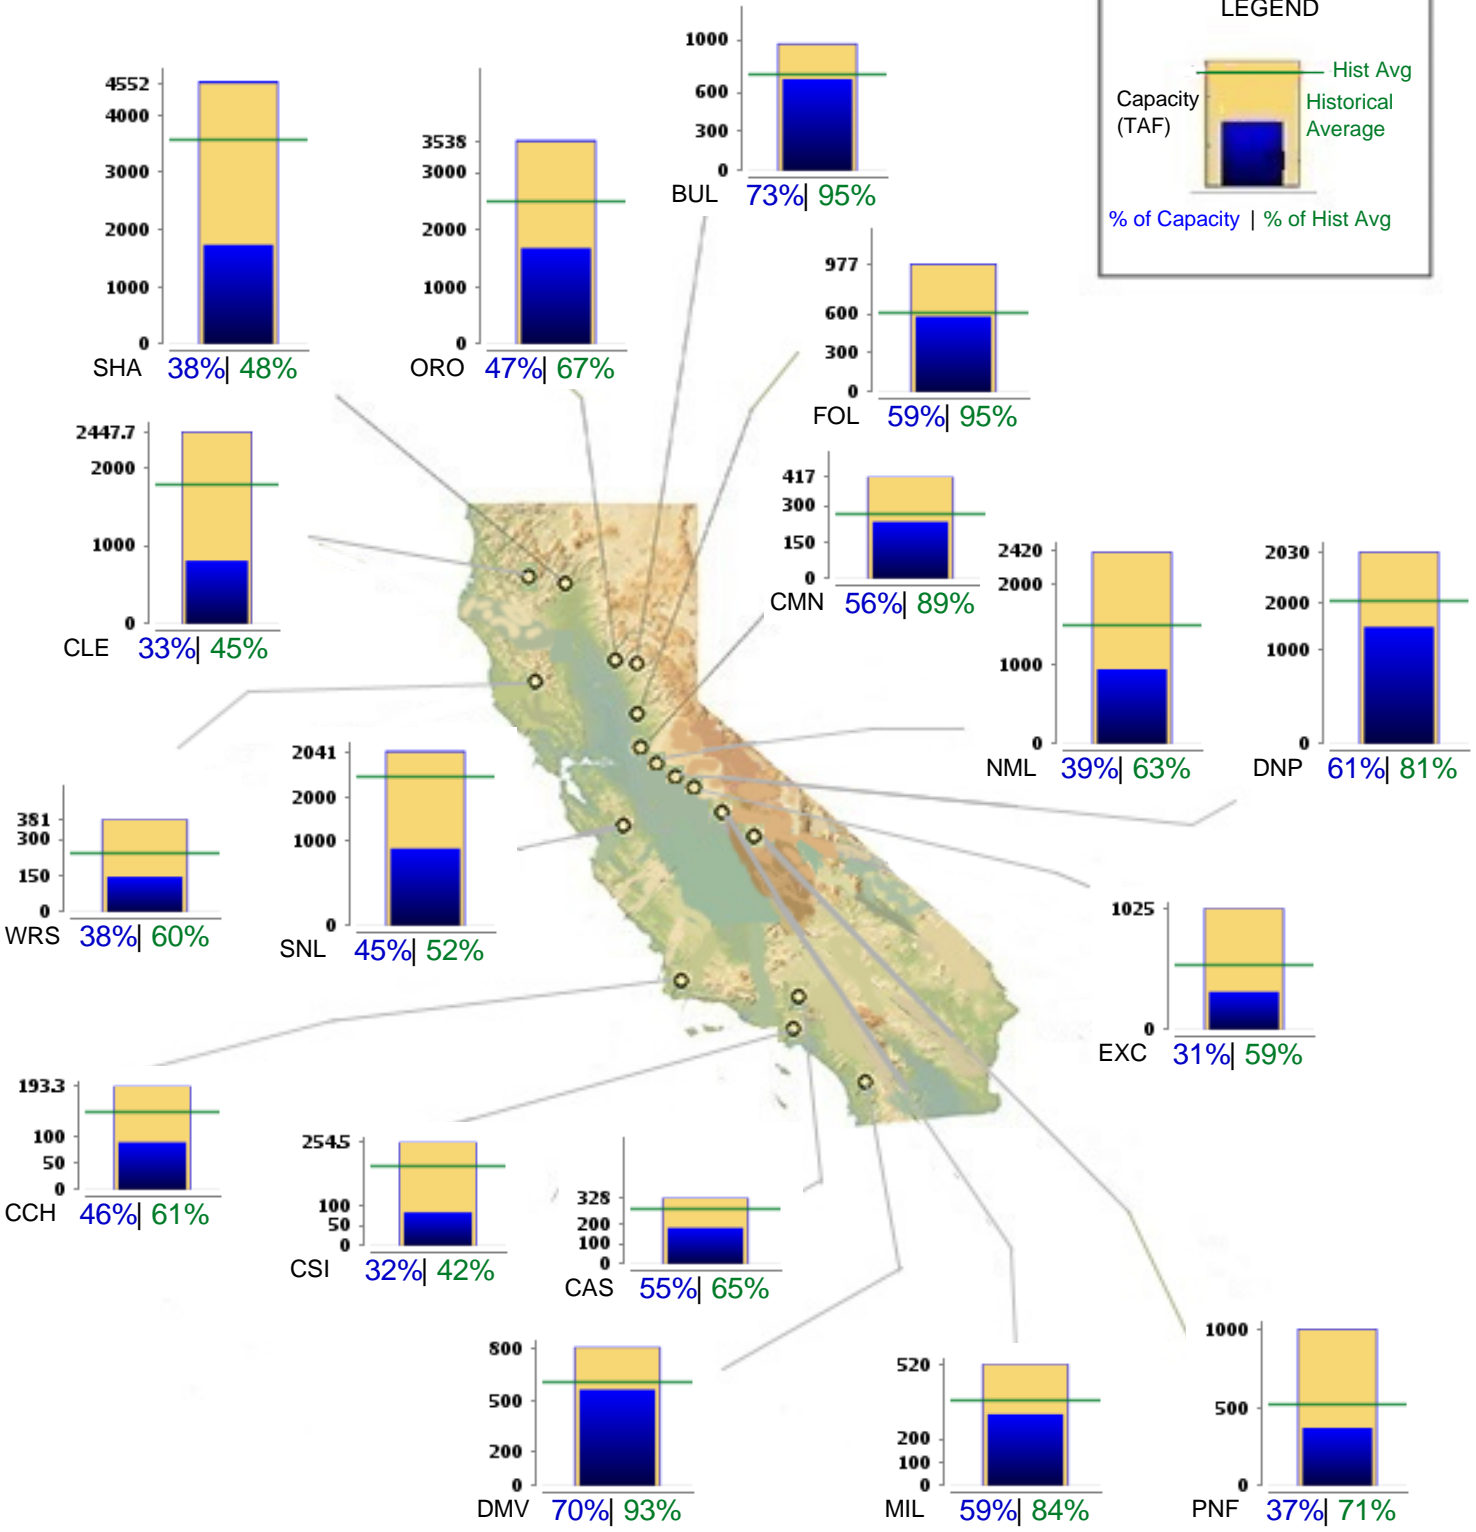 LEGEND
Hist Avg
Capacity
(TAF)
Historical
Average
% of Capacity | % of Hist Avg
1000
600
300
0
BUL 73%| 95%
4552
4000
3000
2000
1000
0
SHA 38%| 48%
3538
3000
2000
1000
0
ORO 47%| 67%
977
600
300
0
FOL 59%| 95%
2447.7
2000
1000
0
CLE 33%| 45%
417
300
150
0
CMN 56%| 89%
2420
2000
1000
0
NML 39%| 63%
2030
2000
1000
0
DNP 61%| 81%
381
300
150
0
WRS 38%| 60%
2041
2000
1000
0
SNL 45%| 52%
1025
0
EXC 31%| 59%
193.3
100
50
0
CCH 46%| 61%
254.5
100
50
0
CSI 32%| 42%
328
200
100
0
CAS 55%| 65%
800
500
200
0
DMV 70%| 93%
520
200
100
0
MIL 59%| 84%
1000
500
0
PNF 37%| 71%